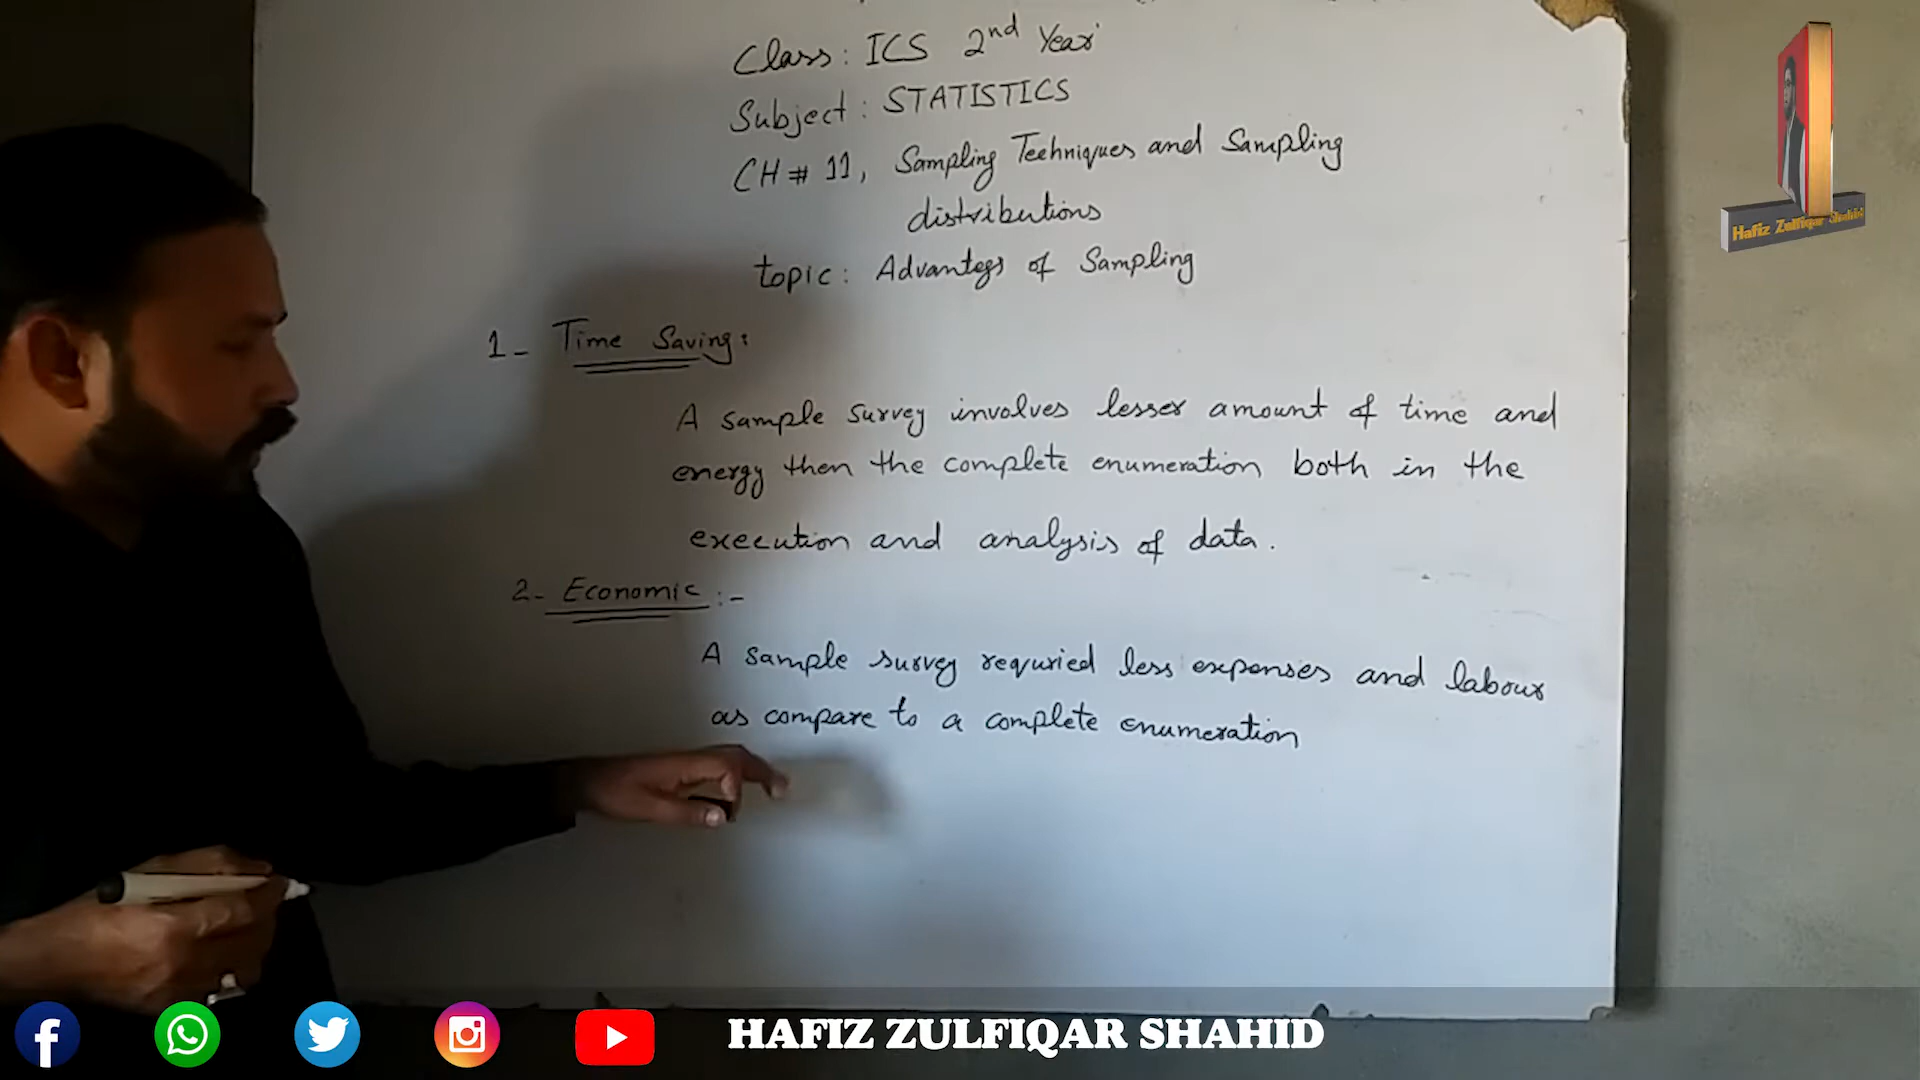 Class: ICS 2nd Year
Subject: STATISTICS
CH # 11, Sampling Techniques and Sampling
distributions
topic: Advantegs of Sampling
1- Time Saving:
A sample survey involves lesser amount of time and
energy then the complete enumeration both in the
execution and analysis of data.
2- Economic :-
A sample survey requried less expenses and labour
as compare to a complete enumeration
Hafiz Zulfiqar Shahid
HAFIZ ZULFIQAR SHAHID